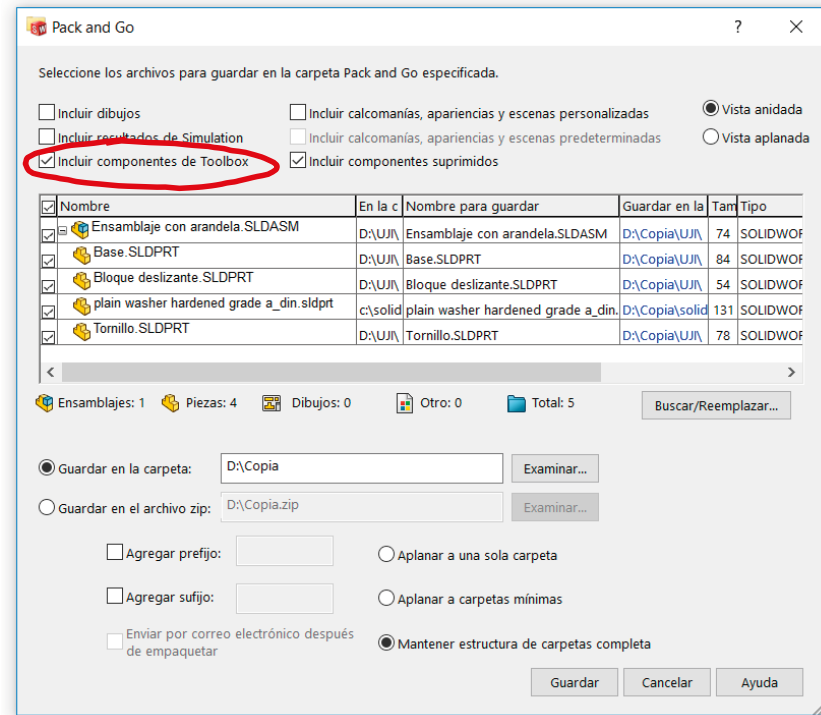 Pack and Go
Seleccione los archivos para guardar en la carpeta Pack and Go especificada.
Incluir dibujos
Incluir calcomanías, apariencias y escenas personalizadas
Vista anidada
Incluir resultados de Simulation
Incluir calcomanías, apariencias y escenas predeterminadas
Vista aplanada
Incluir componentes de Toolbox
Incluir componentes suprimidos
Nombre En la c Nombre para guardar Guardar en la Tam Tipo
Ensamblaje con arandela.SLDASM D:\UJI\ Ensamblaje con arandela.SLDASM D:\Copia\UJI\ 74 SOLIDWOR
Base.SLDPRT D:\UJI\ Base.SLDPRT D:\Copia\UJI\ 84 SOLIDWOR
Bloque deslizante.SLDPRT D:\UJI\ Bloque deslizante.SLDPRT D:\Copia\UJI\ 54 SOLIDWOR
plain washer hardened grade a_din.sldprt c:\solid plain washer hardened grade a_din. D:\Copia\solid 131 SOLIDWOR
Tornillo.SLDPRT D:\UJI\ Tornillo.SLDPRT D:\Copia\UJI\ 78 SOLIDWOR
Ensamblajes: 1 Piezas: 4 Dibujos: 0 Otro: 0 Total: 5 Buscar/Reemplazar...
Guardar en la carpeta: D:\Copia Examinar...
Guardar en el archivo zip: D:\Copia.zip Examinar...
Agregar prefijo:
Aplanar a una sola carpeta
Agregar sufijo:
Aplanar a carpetas mínimas
Enviar por correo electrónico después
de empaquetar
Mantener estructura de carpetas completa
Guardar Cancelar Ayuda